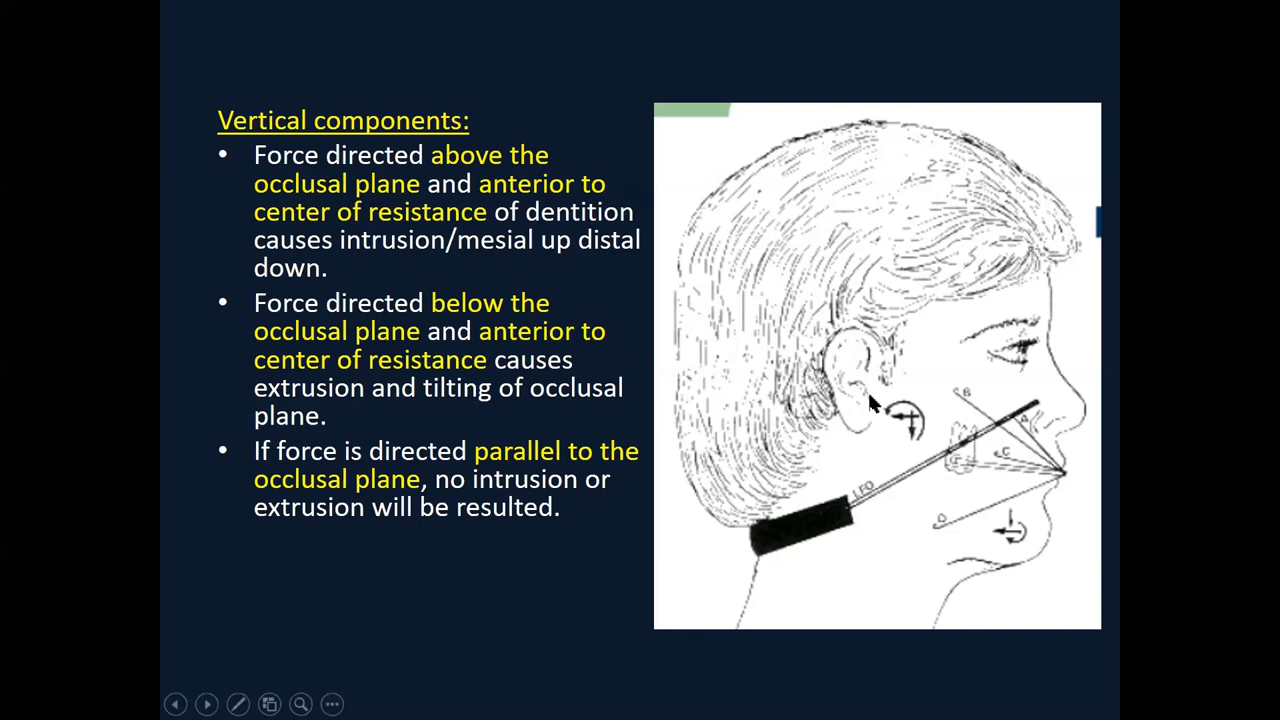 Vertical components:
• Force directed above the
occlusal plane and anterior to
center of resistance of dentition
causes intrusion/mesial up distal
down.
• Force directed below the
occlusal plane and anterior to
center of resistance causes
extrusion and tilting of occlusal
plane.
• If force is directed parallel to the
occlusal plane, no intrusion or
extrusion will be resulted.
B
A
C
LFO
D